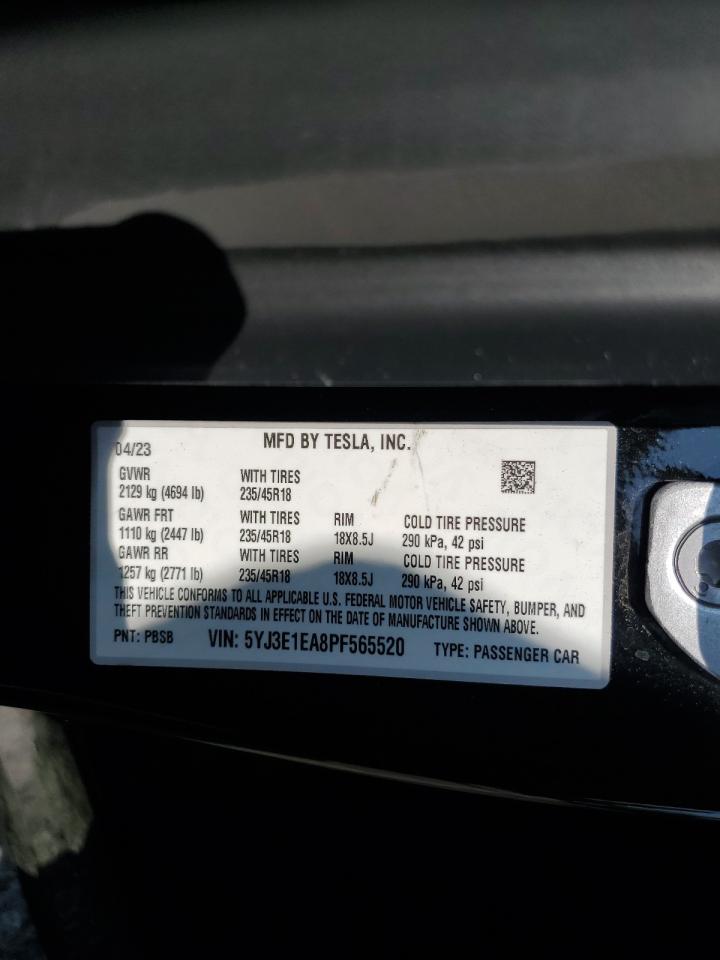 04/23 MFD BY TESLA, INC.
GVWR WITH TIRES
2129 kg (4694 lb) 235/45R18
GAWR FRT WITH TIRES RIM COLD TIRE PRESSURE
1110 kg (2447 lb) 235/45R18 18X8.5J 290 kPa, 42 psi
GAWR RR WITH TIRES RIM COLD TIRE PRESSURE
1257 kg (2771 lb) 235/45R18 18X8.5J 290 kPa, 42 psi
THIS VEHICLE CONFORMS TO ALL APPLICABLE U.S. FEDERAL MOTOR VEHICLE SAFETY, BUMPER, AND
THEFT PREVENTION STANDARDS IN EFFECT ON THE DATE OF MANUFACTURE SHOWN ABOVE.
PNT: PBSB VIN: 5YJ3E1EA8PF565520 TYPE: PASSENGER CAR